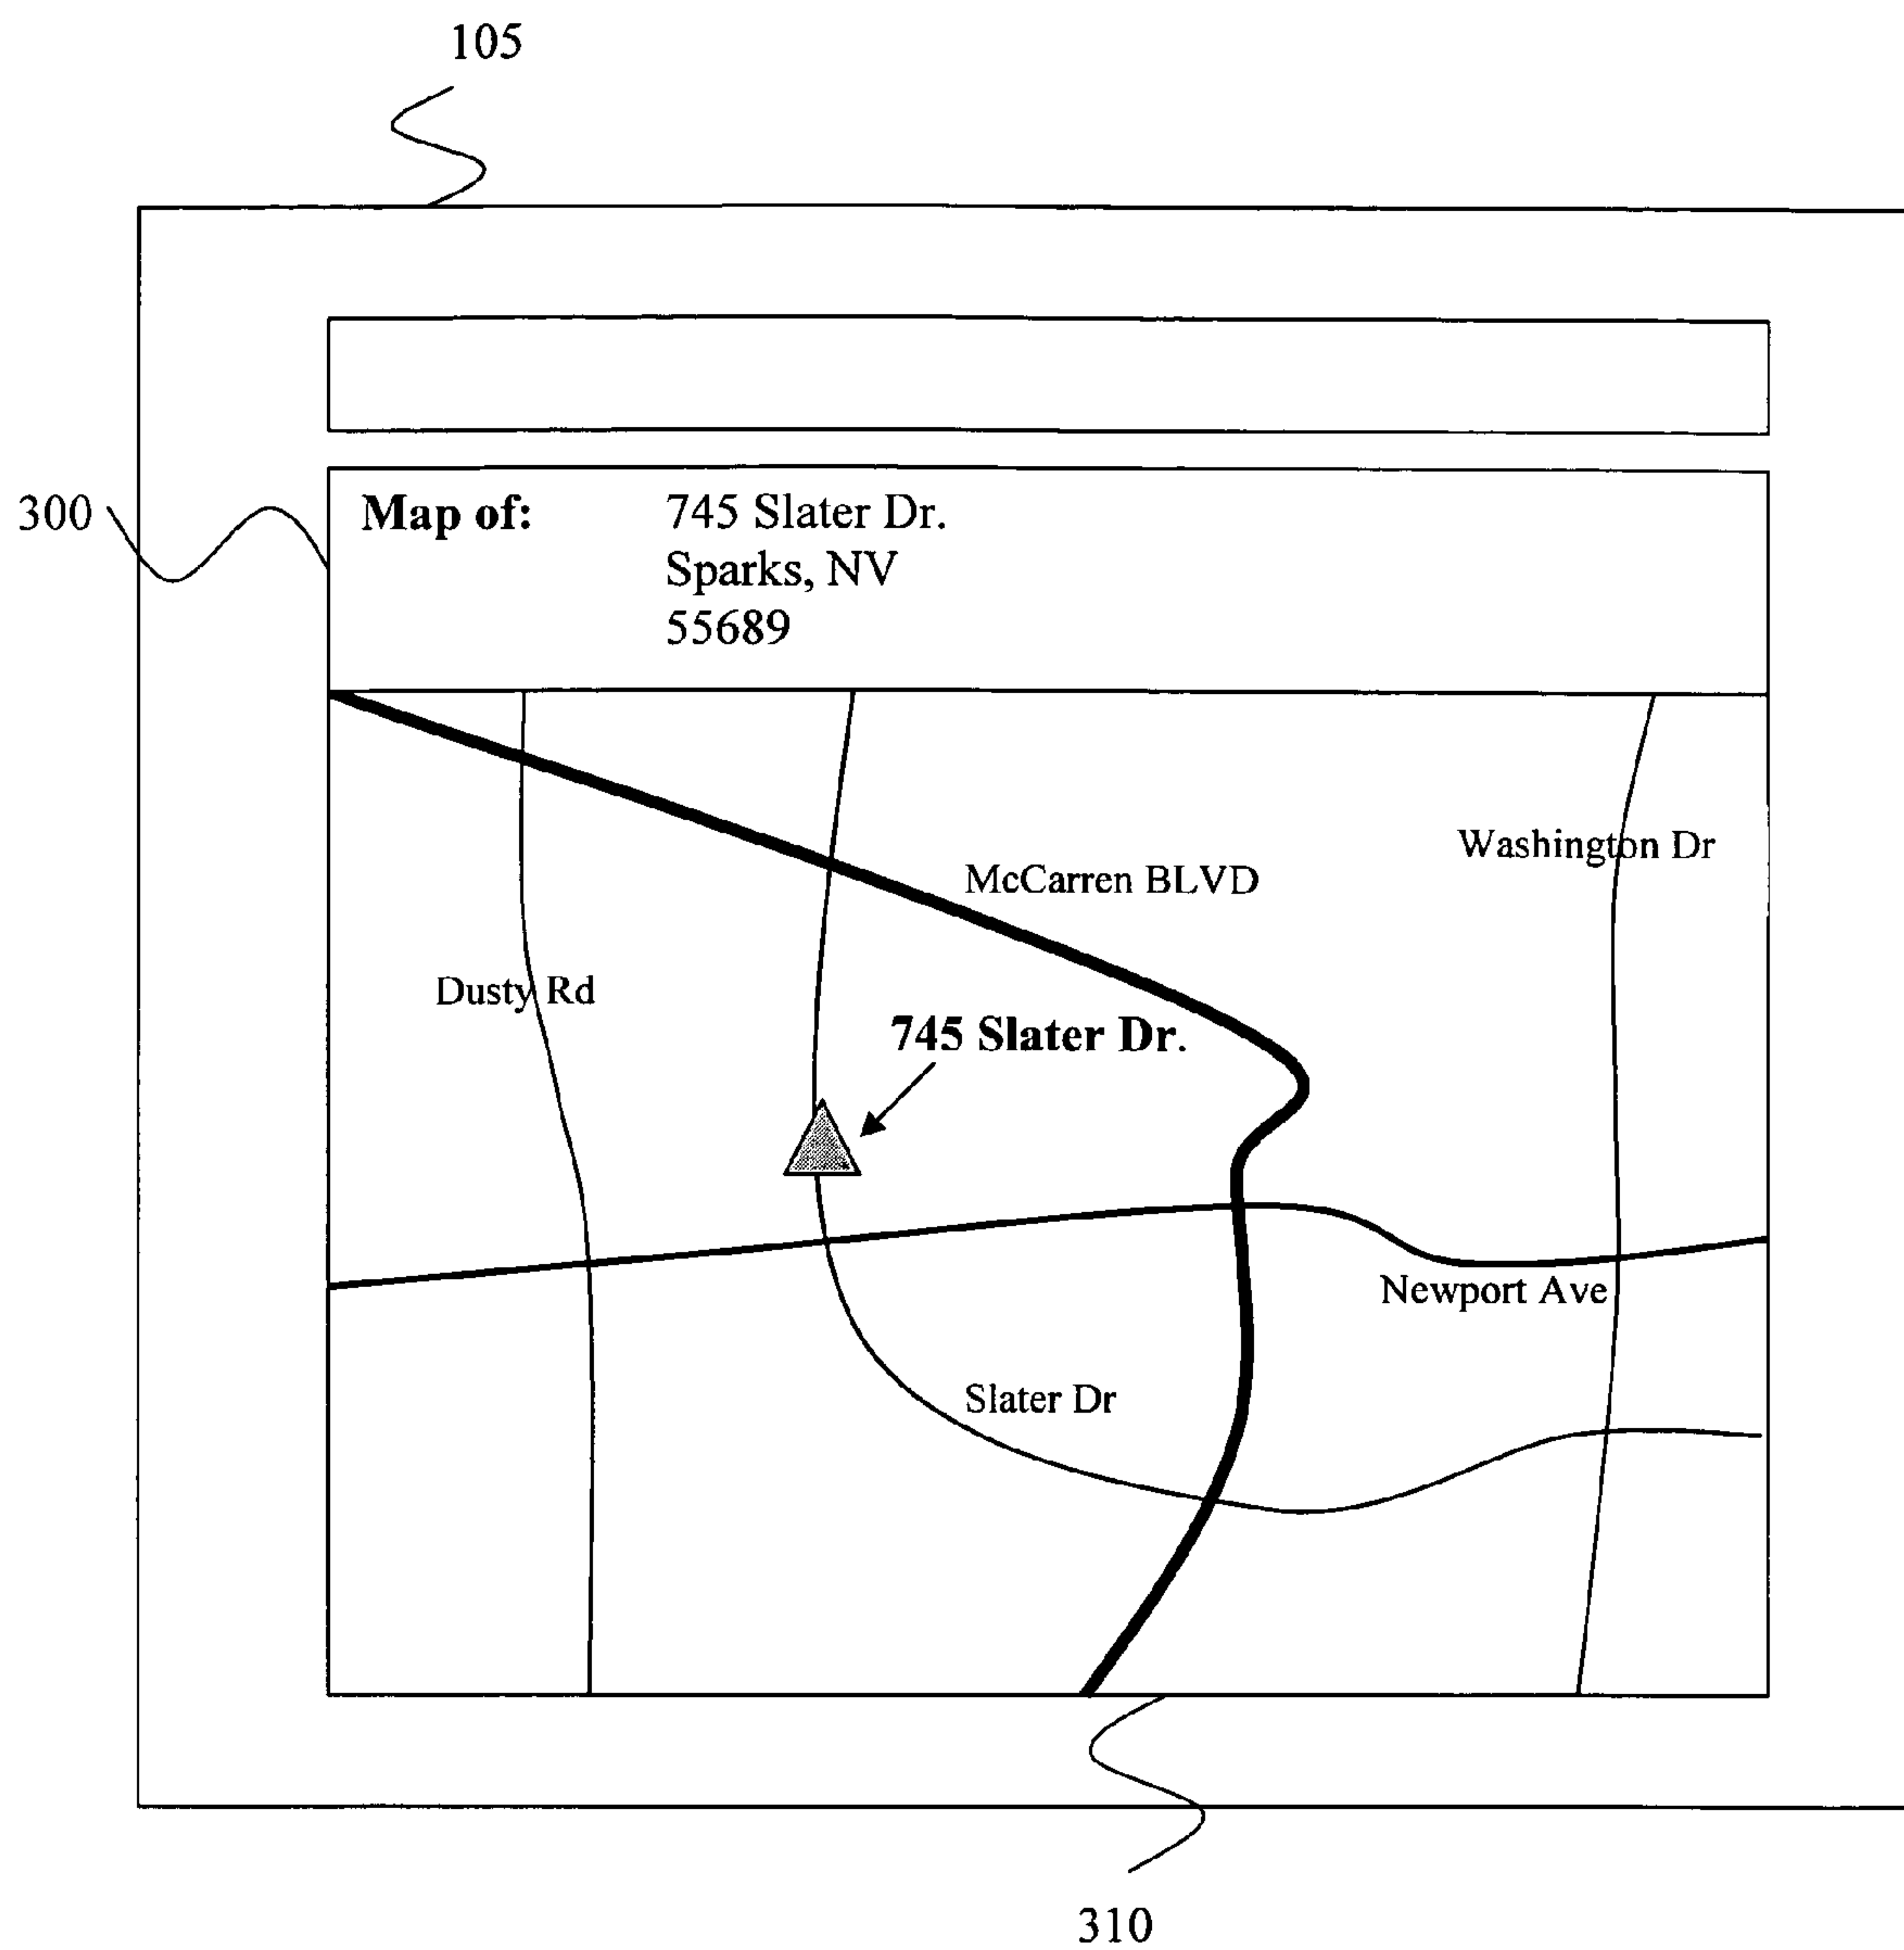 105
300
Map of: 745 Slater Dr.
Sparks, NV
55689
Washington Dr
McCarren BLVD
Dusty Rd
745 Slater Dr.
Newport Ave
Slater Dr
310